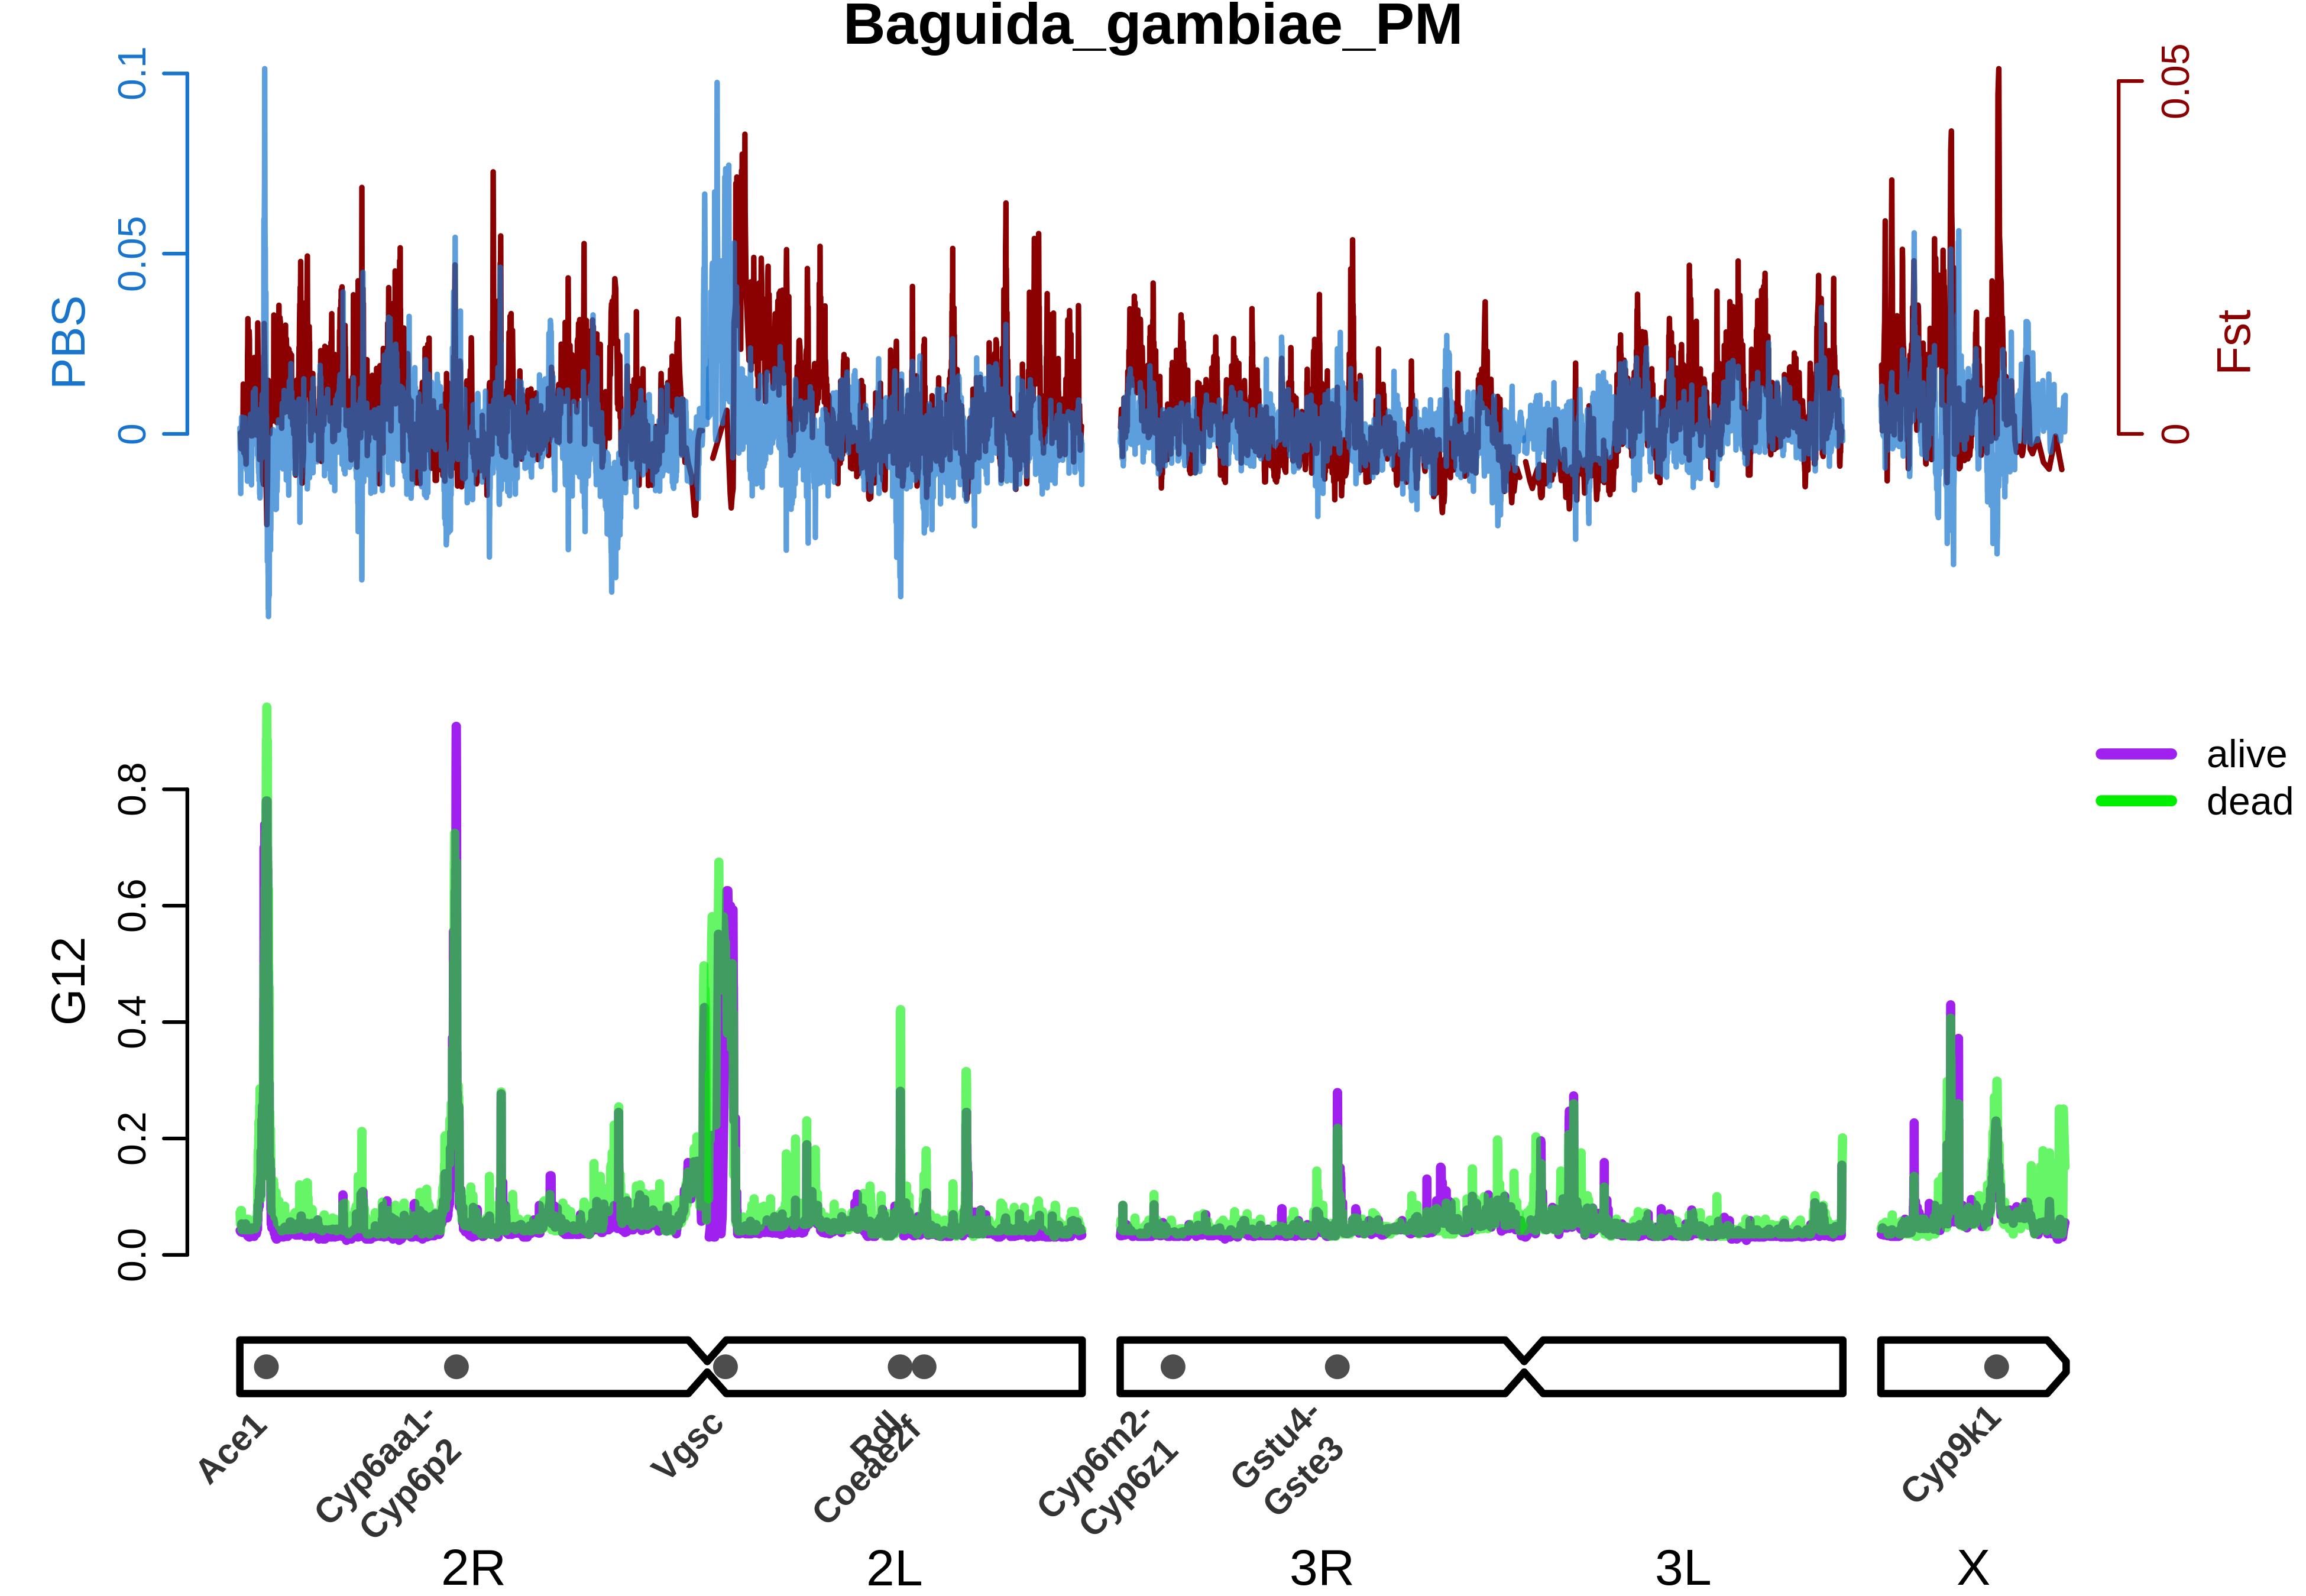 Baguida_gambiae_PM
PBS
0
0.05
0.1
Fst
0
0.05
G12
0.0
0.2
0.4
0.6
0.8
alive
dead
Ace1
Cyp6aa1-
Cyp6p2
Vgsc
Rdl
Coeae2f
Cyp6m2-
Cyp6z1
Gstu4-
Gste3
Cyp9k1
2R
2L
3R
3L
X